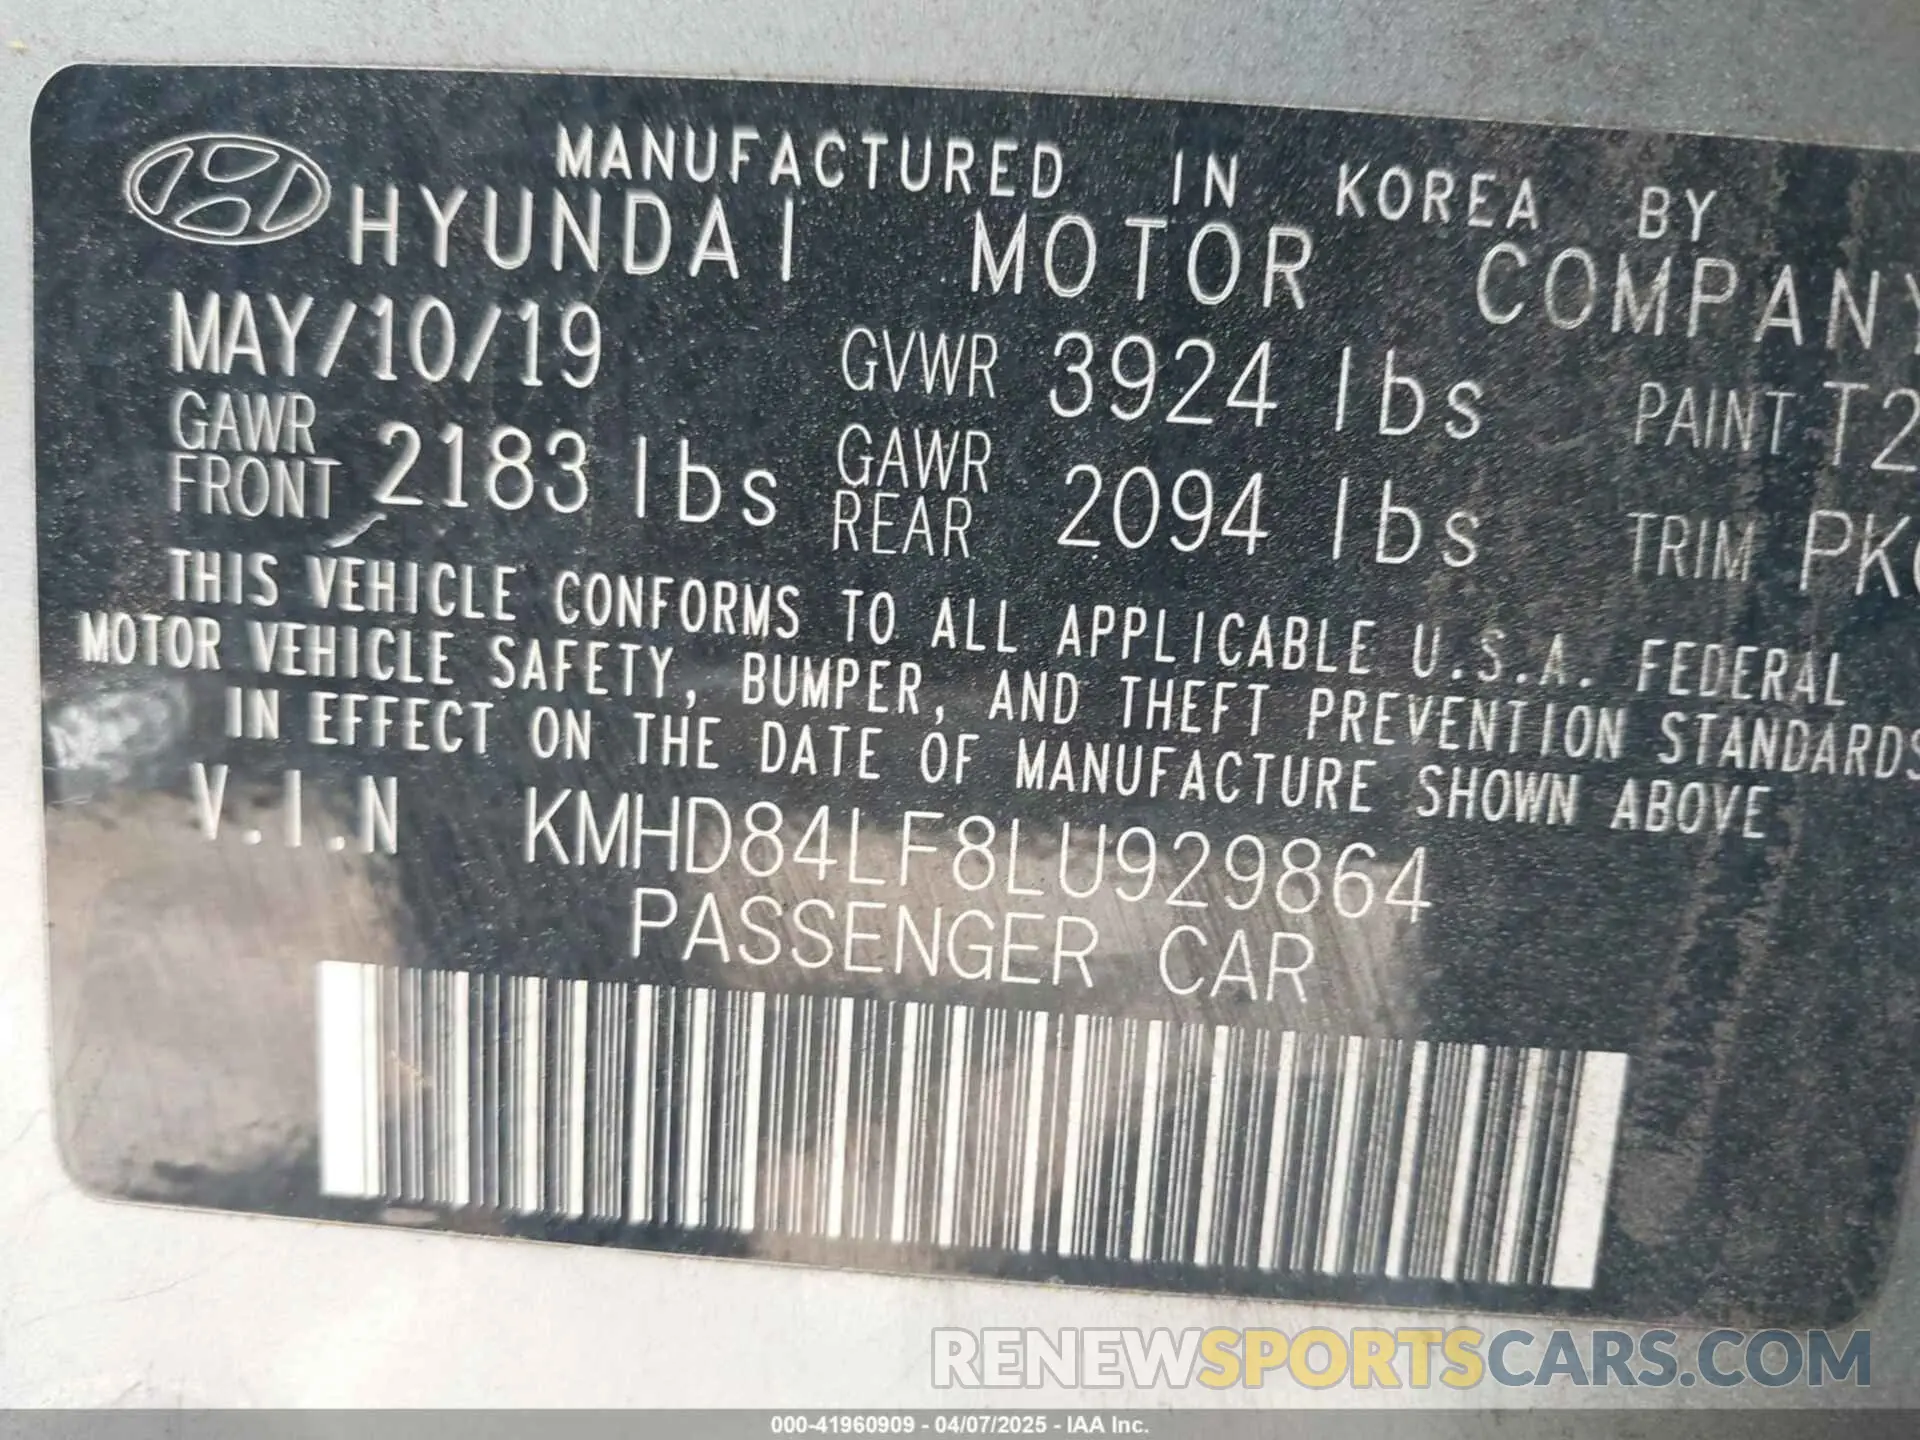 MANUFACTURED IN KOREA BY
HYUNDAI MOTOR COMPANY
MAY/10/19 GVWR 3924 lbs PAINT T2
GAWR FRONT 2183 lbs GAWR REAR 2094 lbs TRIM PK
THIS VEHICLE CONFORMS TO ALL APPLICABLE U.S.A. FEDERAL
MOTOR VEHICLE SAFETY, BUMPER, AND THEFT PREVENTION STANDARDS
IN EFFECT ON THE DATE OF MANUFACTURE SHOWN ABOVE
V.I.N KMHD84LF8LU929864
PASSENGER CAR
RENEWSPORTSCARS.COM
000-41960909 - 04/07/2025 - IAA Inc.